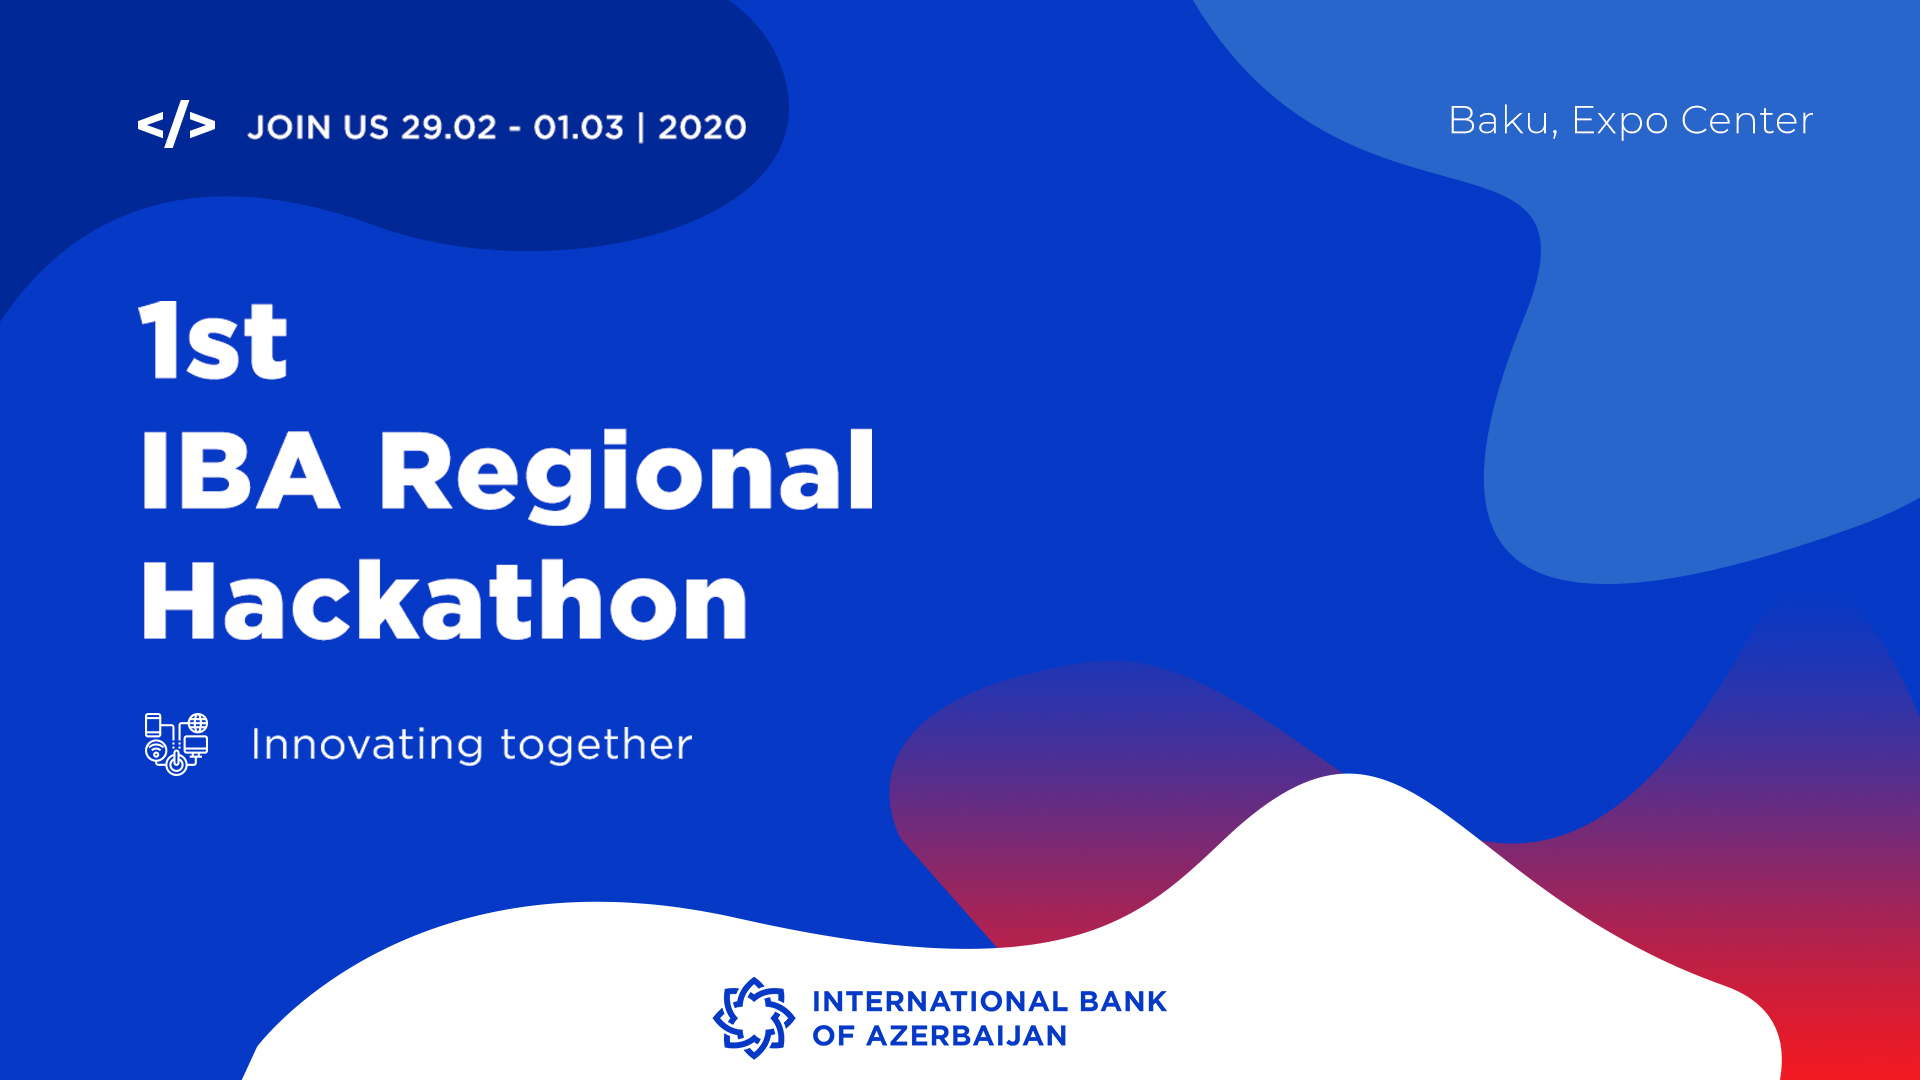 </> JOIN US 29.02 - 01.03 | 2020
Baku, Expo Center
1st
IBA Regional
Hackathon
Innovating together
INTERNATIONAL BANK
OF AZERBAIJAN